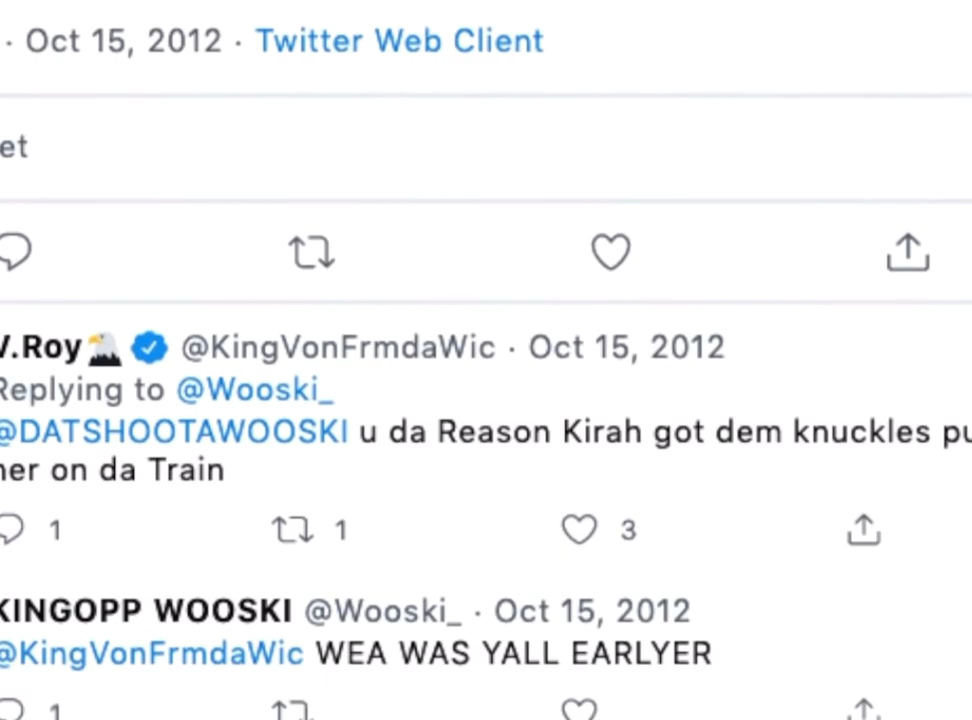 · Oct 15, 2012 · Twitter Web Client
et
V.Roy🦅 @KingVonFrmdaWic · Oct 15, 2012
Replying to @Wooski_
@DATSHOOTAWOOSKI u da Reason Kirah got dem knuckles pu
her on da Train
1 1 3
KINGOPP WOOSKI @Wooski_ · Oct 15, 2012
@KingVonFrmdaWic WEA WAS YALL EARLYER
1